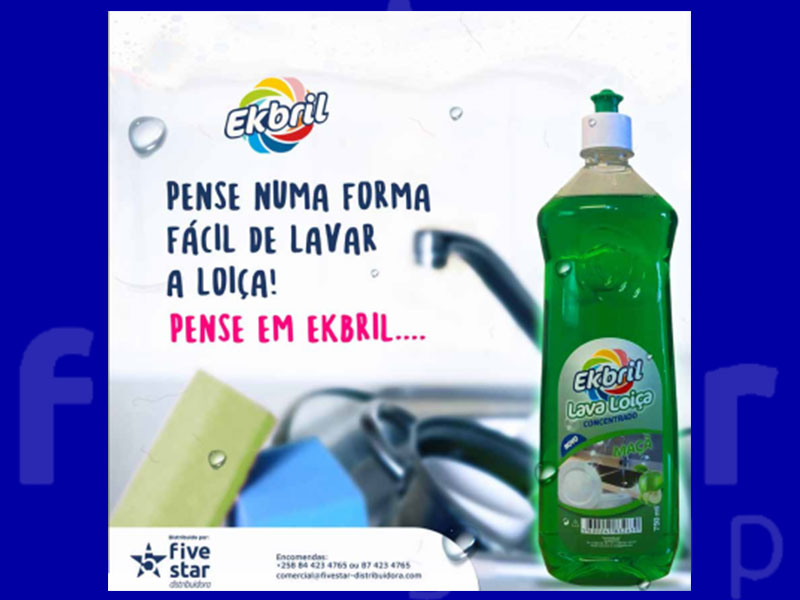 Ekbril
PENSE NUMA FORMA
FÁCIL DE LAVAR
A LOIÇA!
PENSE EM EKBRIL....
Ekbril
Lava Loiça
CONCENTRADO
NOVO
MAÇÃ
750 ml
distribuído por:
five
star
distribuidora
Encomendas:
+258 84 423 4765 ou 87 423 4765
comercial@fivestar-distribuidora.com